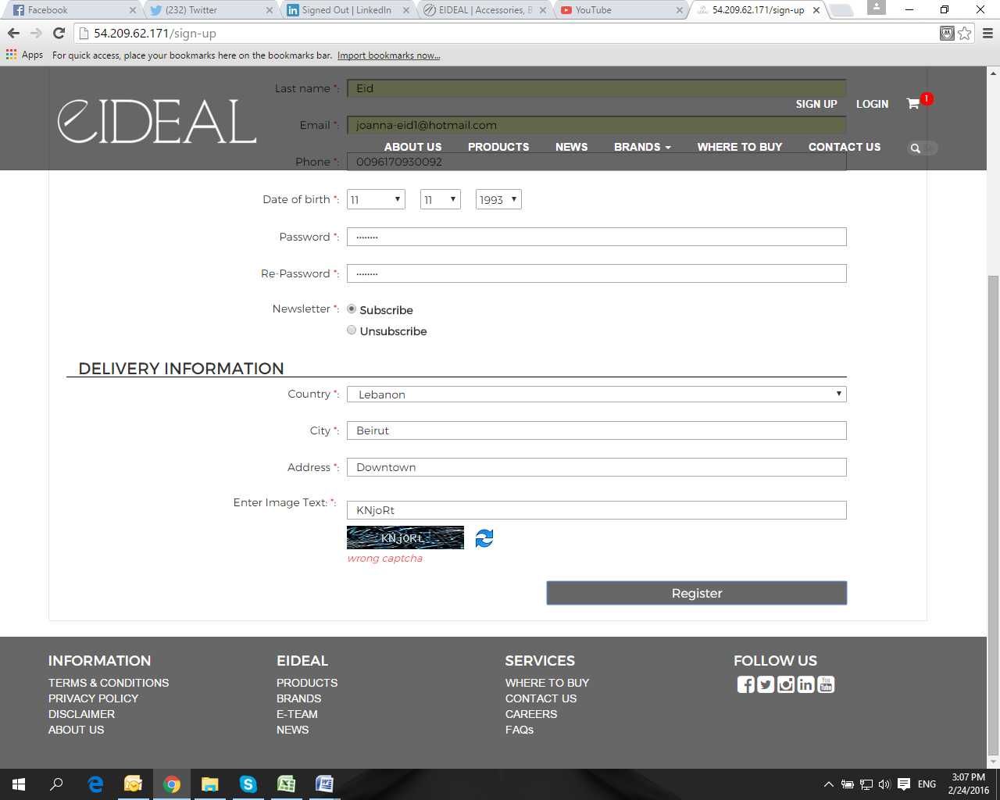 Facebook
(232) Twitter
Signed Out | LinkedIn
EIDEAL | Accessories, B
YouTube
54.209.62.171/sign-up
54.209.62.171/sign-up
Apps
For quick access, place your bookmarks here on the bookmarks bar. Import bookmarks now...
Last name *: Eid
SIGN UP LOGIN 1
eIDEAL
Email *: joanna-eid1@hotmail.com
ABOUT US PRODUCTS NEWS BRANDS WHERE TO BUY CONTACT US
Phone *: 0096170930092
Date of birth *: 11 11 1993
Password *: ••••••••
Re-Password *: ••••••••
Newsletter *: Subscribe
Unsubscribe
DELIVERY INFORMATION
Country *: Lebanon
City *: Beirut
Address *: Downtown
Enter Image Text: *: KNjoRt
KNjoRt
wrong captcha
Register
INFORMATION EIDEAL SERVICES FOLLOW US
TERMS & CONDITIONS PRODUCTS WHERE TO BUY
PRIVACY POLICY BRANDS CONTACT US
DISCLAIMER E-TEAM CAREERS
ABOUT US NEWS FAQs
ENG
3:07 PM
2/24/2016